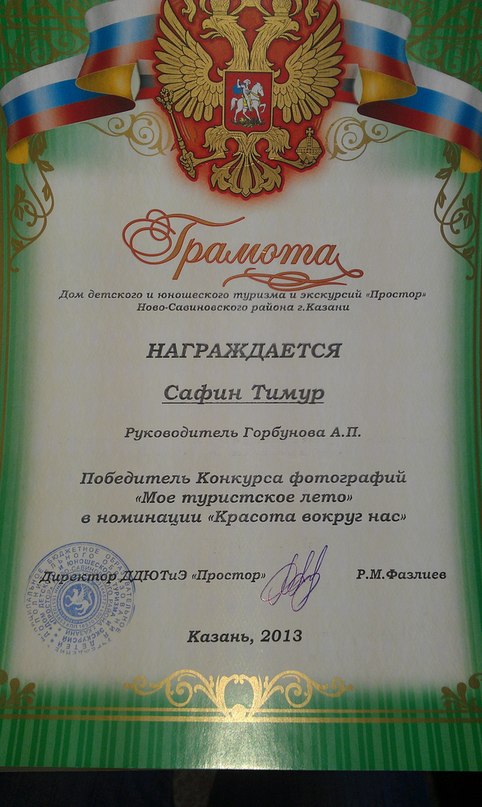 Грамота
Дом детского и юношеского туризма и экскурсий «Простор»
Ново-Савиновского района г.Казани
НАГРАЖДАЕТСЯ
Сафин Тимур
Руководитель Горбунова А.П.
Победитель Конкурса фотографий
«Мое туристское лето»
в номинации «Красота вокруг нас»
Директор ДДЮТиЭ «Простор» Р.М.Фазлиев
Казань, 2013